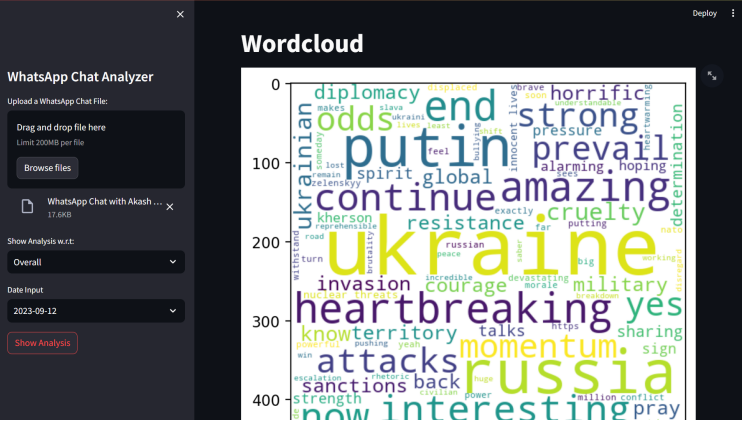 Deploy
Wordcloud
WhatsApp Chat Analyzer
Upload a WhatsApp Chat File:
Drag and drop file here
Limit 200MB per file
Browse files
WhatsApp Chat with Akash ...
17.6KB
Show Analysis w.r.t:
Overall
Date Input
2023-09-12
Show Analysis
0
100
200
300
400
diplomacy
displaced
brave
horrific
makes
slava
odds
ukraini
end
soon
understandable
strong
lives
least
shift
pressure
innocent lives
heartwarming
ukrainian
someday
putin
bullying
feel
prevail
determination
lost
remain
spirit
global
alarming
hoping
zelenskyy
sees
continue
amazing
exactly
kherson
reprehensible
resistance
cruelty
far
putting
nato
road
ukraine
russian
peace
saber
working
withstand
turn
brutality
big
disregard
invasion
incredible
devastating
courage
morale
military
nuclear threats
breakdown
heartbreaking
yes
know
territory
talks
https
sharing
powerful
pushing
yeah
momentum
sign
win
attacks
russia
escalation
rhetoric
sanctions
back
huge
civilian
power
million
conflict
strength
now
interesting
pray